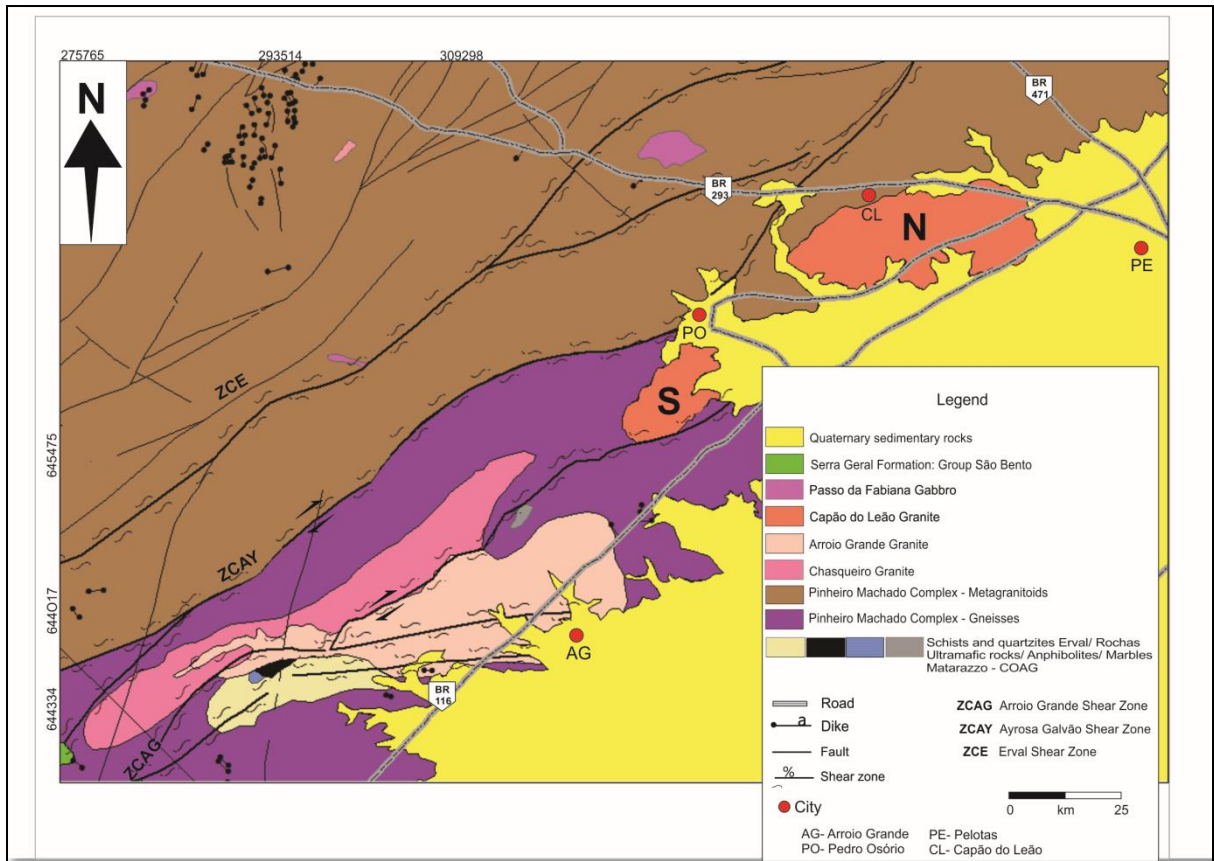 275765 293514 309298
N
BR
471
BR
293
CL
N
PE
PO
ZCE
S
645475
ZCAY
644017
AG
644334
BR
116
ZCAG
Legend
Quaternary sedimentary rocks
Serra Geral Formation: Group São Bento
Passo da Fabiana Gabbro
Capão do Leão Granite
Arroio Grande Granite
Chasqueiro Granite
Pinheiro Machado Complex - Metagranitoids
Pinheiro Machado Complex - Gneisses
Schists and quartzites Erval/ Rochas
Ultramafic rocks/ Anphibolites/ Marbles
Matarazzo - COAG
Road
a Dike
Fault
% Shear zone
City
ZCAG Arroio Grande Shear Zone
ZCAY Ayrosa Galvão Shear Zone
ZCE Erval Shear Zone
0 km 25
AG- Arroio Grande PE- Pelotas
PO- Pedro Osório CL- Capão do Leão